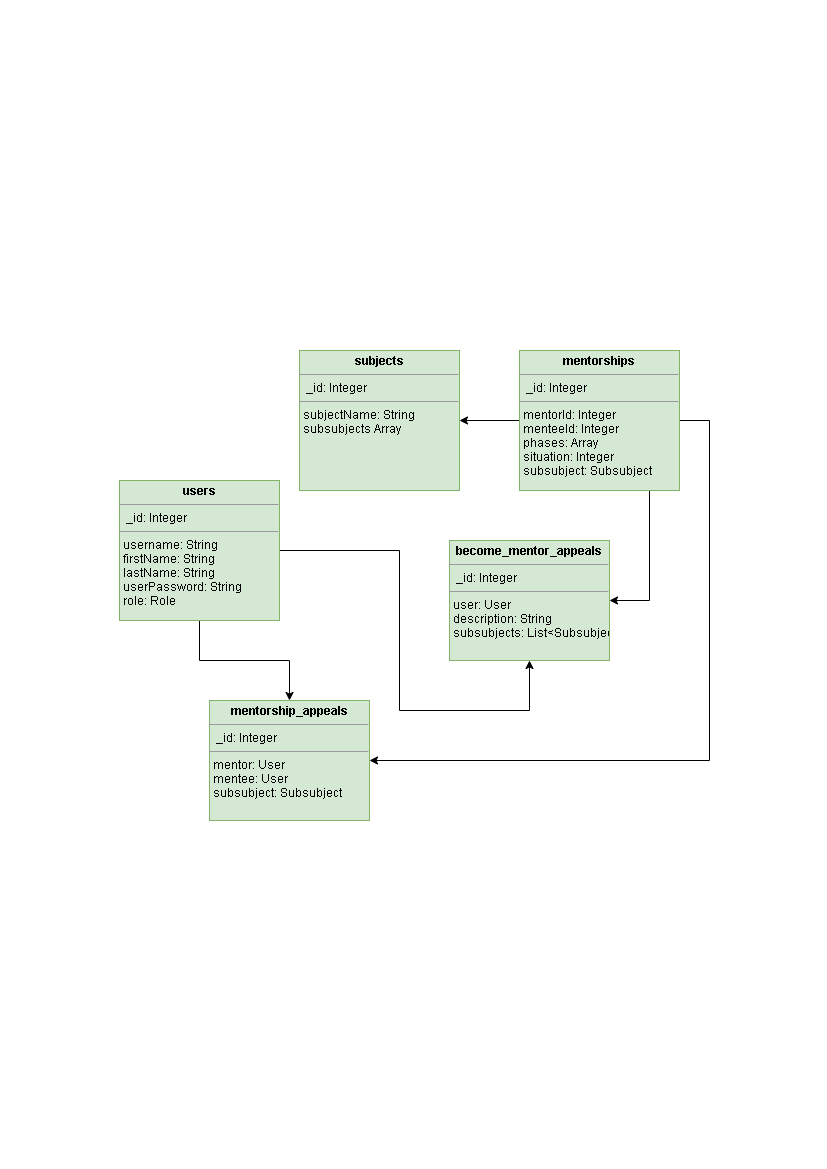 subjects
_id: Integer
subjectName: String
subsubjects Array
mentorships
_id: Integer
mentorId: Integer
menteeId: Integer
phases: Array
situation: Integer
subsubject: Subsubject
users
_id: Integer
username: String
firstName: String
lastName: String
userPassword: String
role: Role
become_mentor_appeals
_id: Integer
user: User
description: String
subsubjects: List<Subsubje
mentorship_appeals
_id: Integer
mentor: User
mentee: User
subsubject: Subsubject